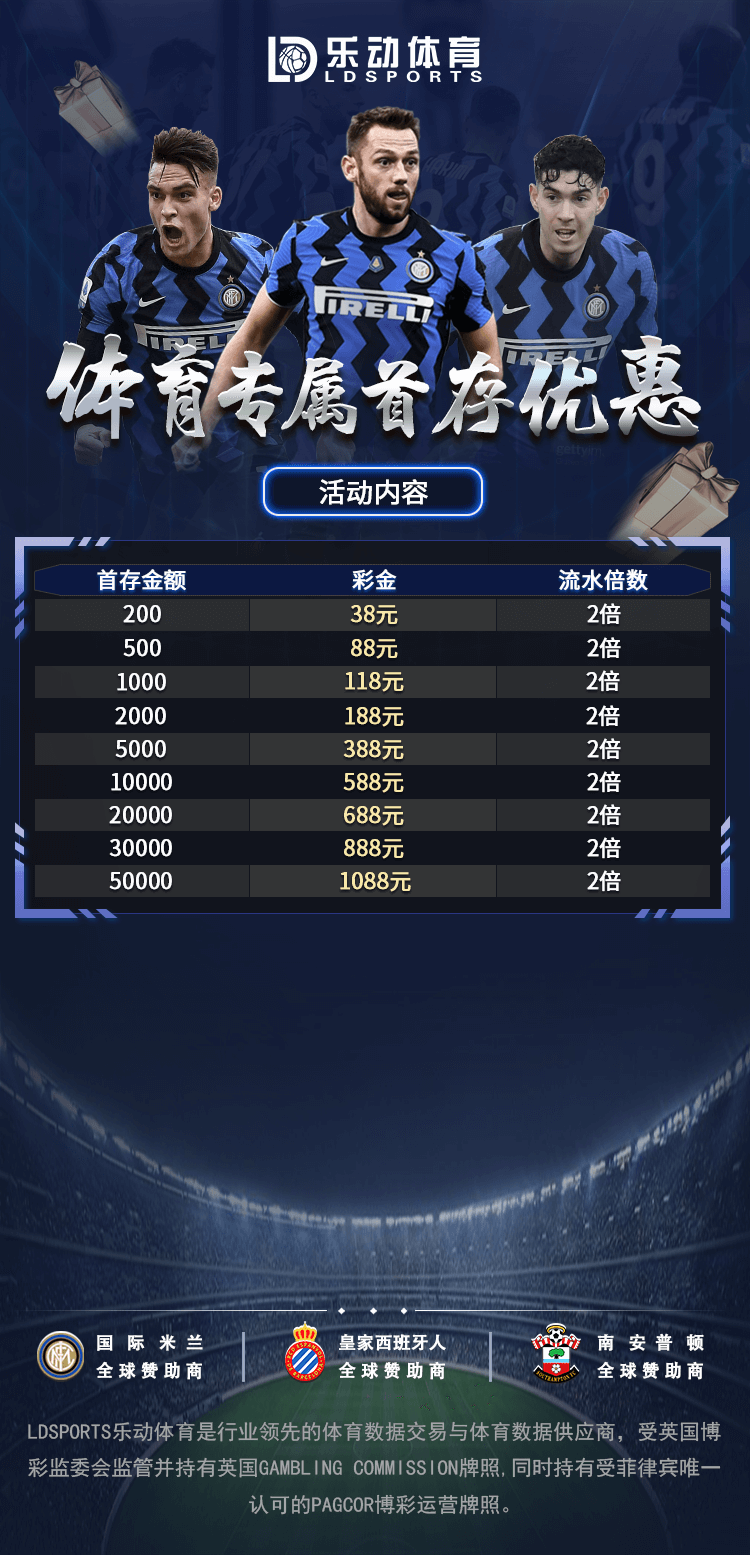 乐动体育
LDSPORTS
PIRELLI
PIRELLI
PIRELLI
体育专属首存优惠
活动内容
首存金额 彩金 流水倍数
200 38元 2倍
500 88元 2倍
1000 118元 2倍
2000 188元 2倍
5000 388元 2倍
10000 588元 2倍
20000 688元 2倍
30000 888元 2倍
50000 1088元 2倍
国际米兰 皇家西班牙人 南安普顿
全球赞助商 全球赞助商 全球赞助商
LDSPORTS乐动体育是行业领先的体育数据交易与体育数据供应商，受英国博
彩监委会监管并持有英国GAMBLING COMMISSION牌照,同时持有受菲律宾唯一
认可的PAGCOR博彩运营牌照。